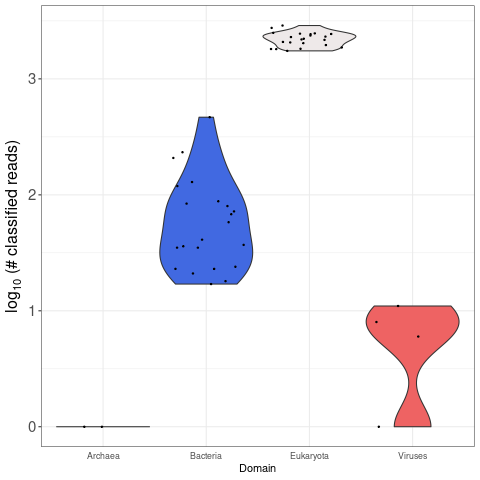 log₁₀ (# classified reads)
3
2
1
0
Archaea Bacteria Eukaryota Viruses
Domain